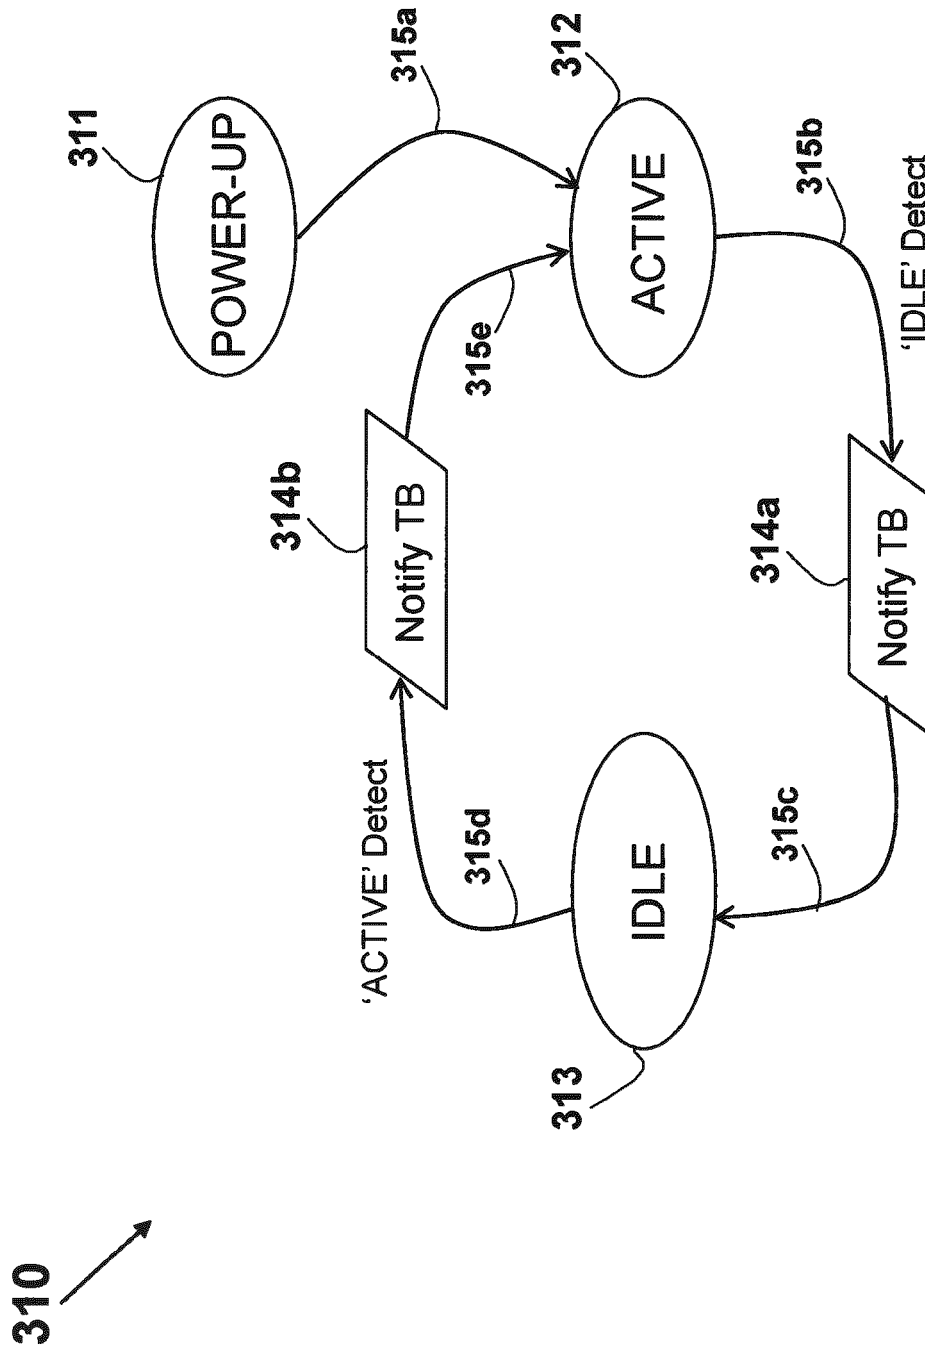 310
311
POWER-UP
314b
'ACTIVE' Detect
315a
Notify TB
315d
315e
313
312
IDLE
ACTIVE
314a
315c
315b
Notify TB
'IDLE' Detect